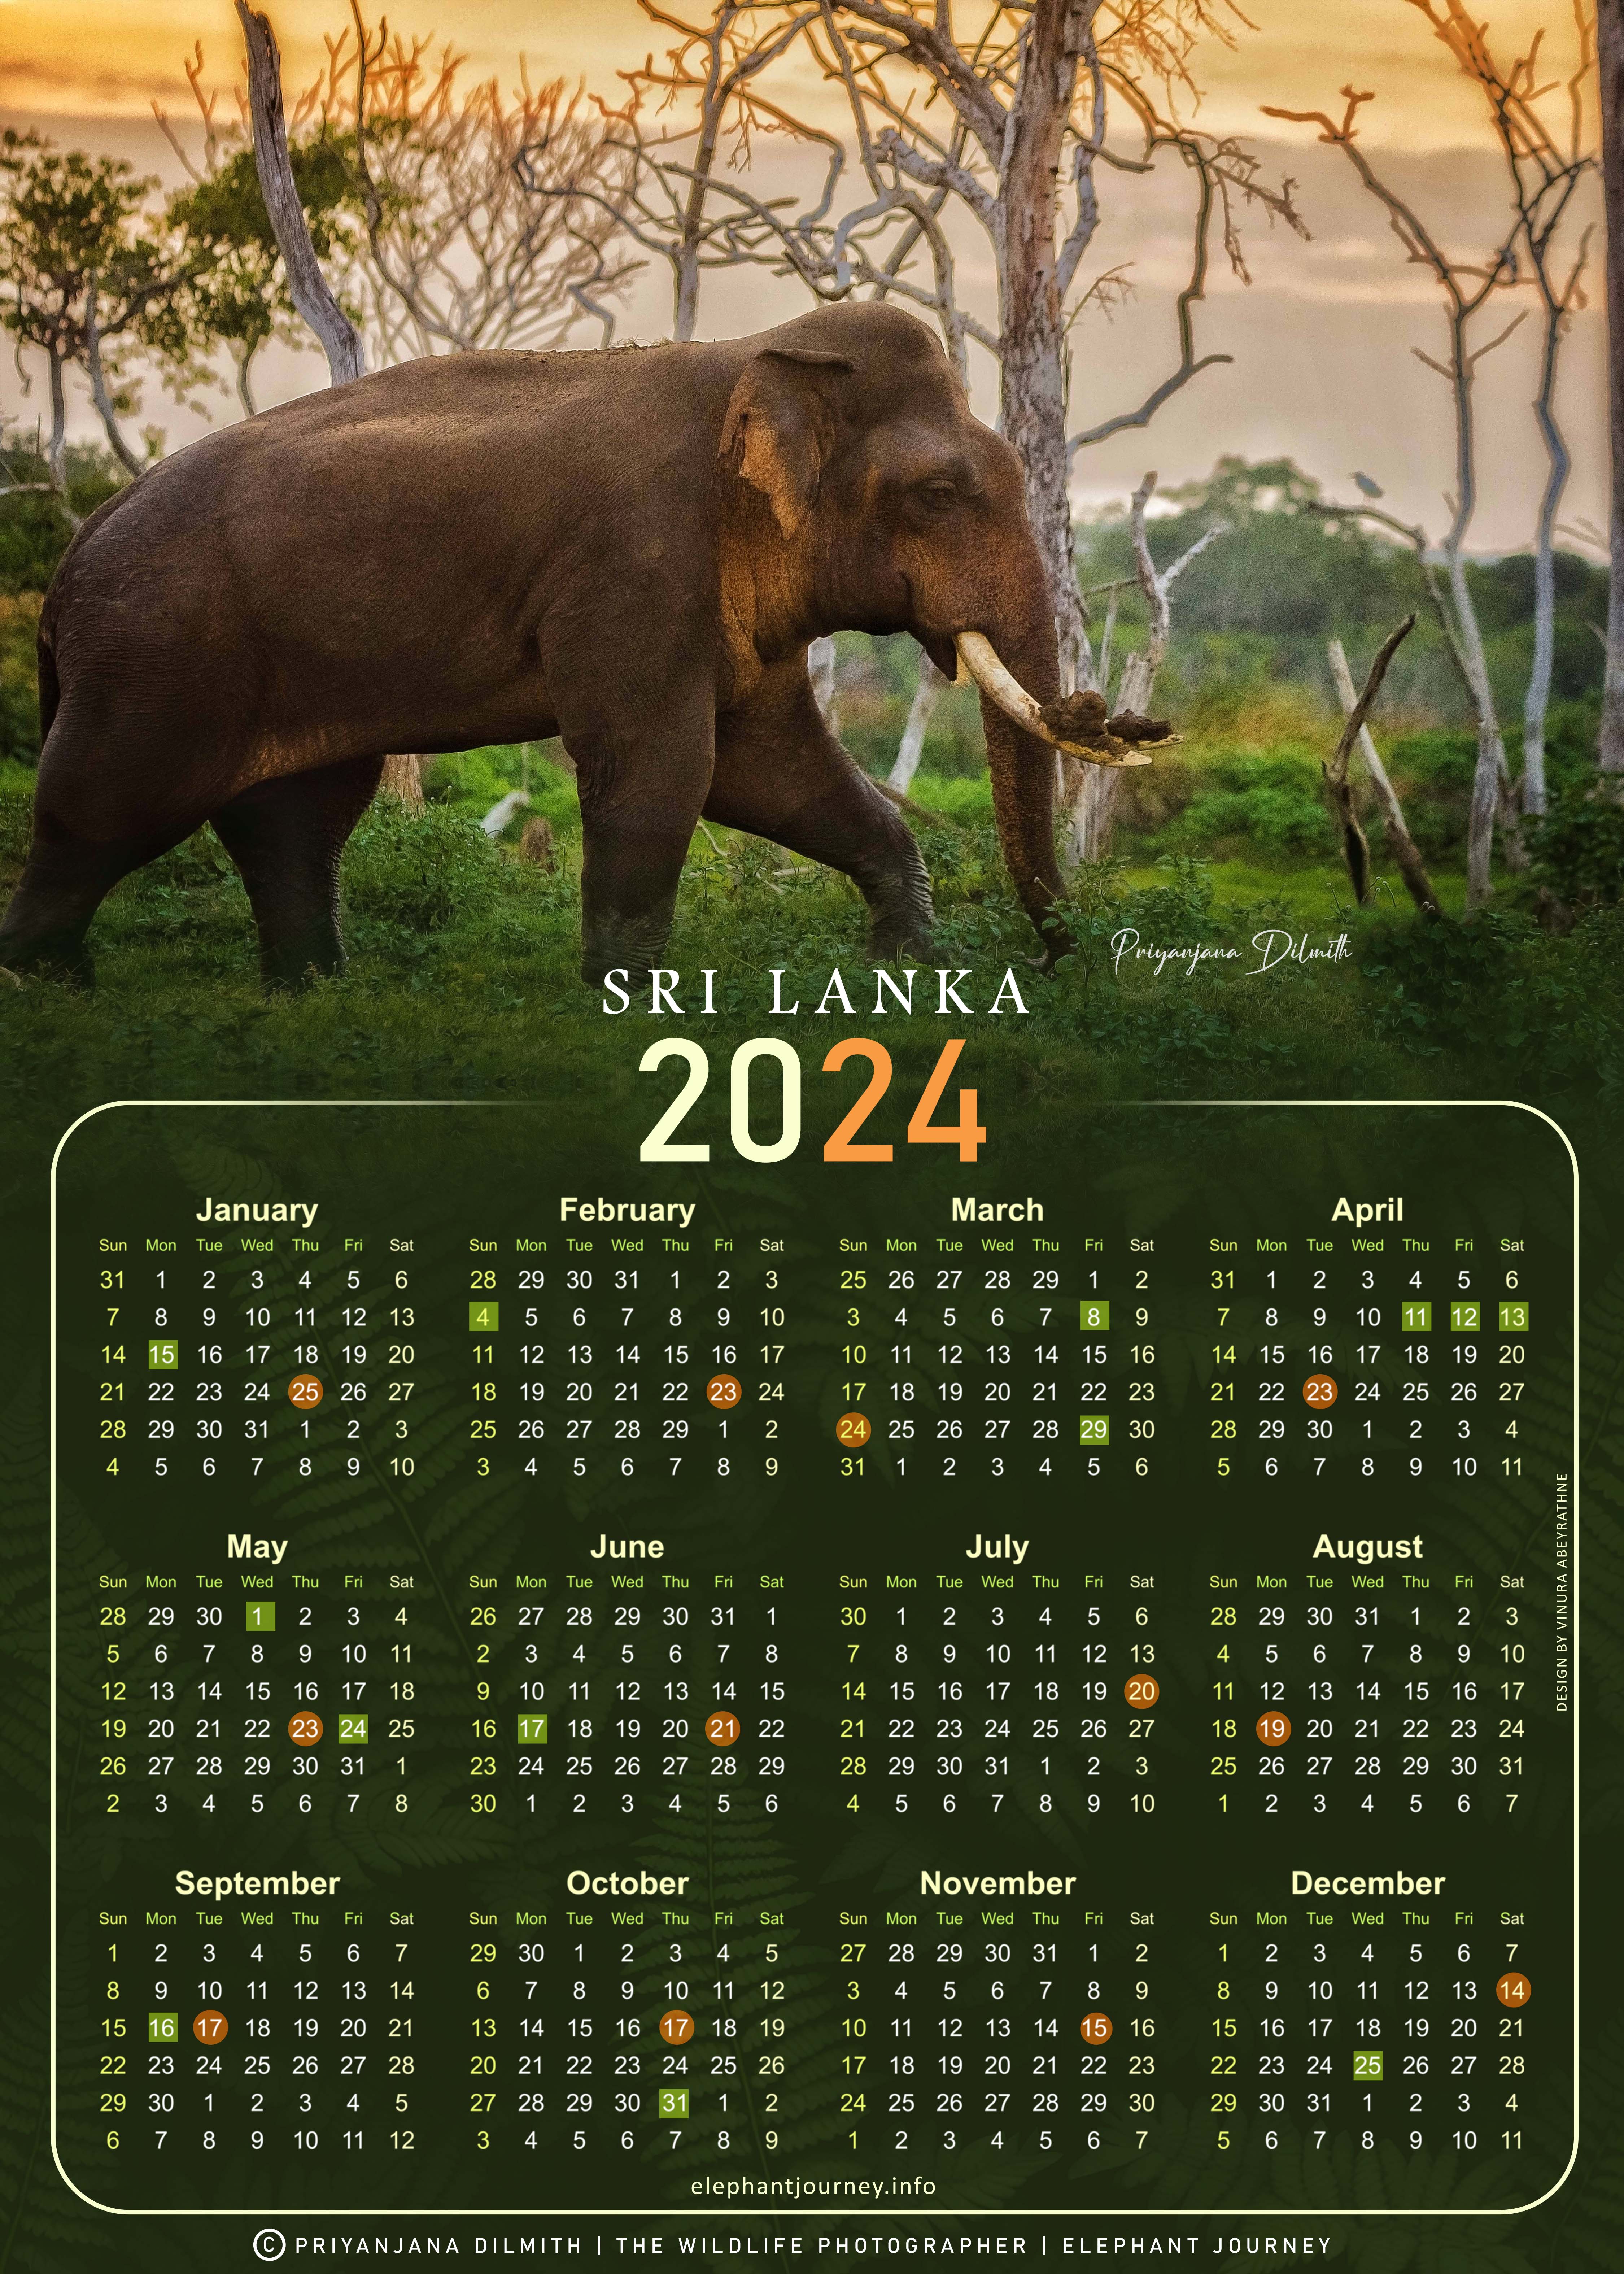 Priyanjana Dilmith
SRI LANKA
2024
January February March April
Sun Mon Tue Wed Thu Fri Sat Sun Mon Tue Wed Thu Fri Sat Sun Mon Tue Wed Thu Fri Sat Sun Mon Tue Wed Thu Fri Sat
31 1 2 3 4 5 6 28 29 30 31 1 2 3 25 26 27 28 29 1 2 31 1 2 3 4 5 6
7 8 9 10 11 12 13 4 5 6 7 8 9 10 3 4 5 6 7 8 9 7 8 9 10 11 12 13
14 15 16 17 18 19 20 11 12 13 14 15 16 17 10 11 12 13 14 15 16 14 15 16 17 18 19 20
21 22 23 24 25 26 27 18 19 20 21 22 23 24 17 18 19 20 21 22 23 21 22 23 24 25 26 27
28 29 30 31 1 2 3 25 26 27 28 29 1 2 24 25 26 27 28 29 30 28 29 30 1 2 3 4
4 5 6 7 8 9 10 3 4 5 6 7 8 9 31 1 2 3 4 5 6 5 6 7 8 9 10 11
May June July August
Sun Mon Tue Wed Thu Fri Sat Sun Mon Tue Wed Thu Fri Sat Sun Mon Tue Wed Thu Fri Sat Sun Mon Tue Wed Thu Fri Sat
28 29 30 1 2 3 4 26 27 28 29 30 31 1 30 1 2 3 4 5 6 28 29 30 31 1 2 3
5 6 7 8 9 10 11 2 3 4 5 6 7 8 7 8 9 10 11 12 13 4 5 6 7 8 9 10
12 13 14 15 16 17 18 9 10 11 12 13 14 15 14 15 16 17 18 19 20 11 12 13 14 15 16 17
19 20 21 22 23 24 25 16 17 18 19 20 21 22 21 22 23 24 25 26 27 18 19 20 21 22 23 24
26 27 28 29 30 31 1 23 24 25 26 27 28 29 28 29 30 31 1 2 3 25 26 27 28 29 30 31
2 3 4 5 6 7 8 30 1 2 3 4 5 6 4 5 6 7 8 9 10 1 2 3 4 5 6 7
DESIGN BY VINURA ABEYRATHNE
September October November December
Sun Mon Tue Wed Thu Fri Sat Sun Mon Tue Wed Thu Fri Sat Sun Mon Tue Wed Thu Fri Sat Sun Mon Tue Wed Thu Fri Sat
1 2 3 4 5 6 7 29 30 1 2 3 4 5 27 28 29 30 31 1 2 1 2 3 4 5 6 7
8 9 10 11 12 13 14 6 7 8 9 10 11 12 3 4 5 6 7 8 9 8 9 10 11 12 13 14
15 16 17 18 19 20 21 13 14 15 16 17 18 19 10 11 12 13 14 15 16 15 16 17 18 19 20 21
22 23 24 25 26 27 28 20 21 22 23 24 25 26 17 18 19 20 21 22 23 22 23 24 25 26 27 28
29 30 1 2 3 4 5 27 28 29 30 31 1 2 24 25 26 27 28 29 30 29 30 31 1 2 3 4
6 7 8 9 10 11 12 3 4 5 6 7 8 9 1 2 3 4 5 6 7 5 6 7 8 9 10 11
elephantjourney.info
© PRIYANJANA DILMITH | THE WILDLIFE PHOTOGRAPHER | ELEPHANT JOURNEY